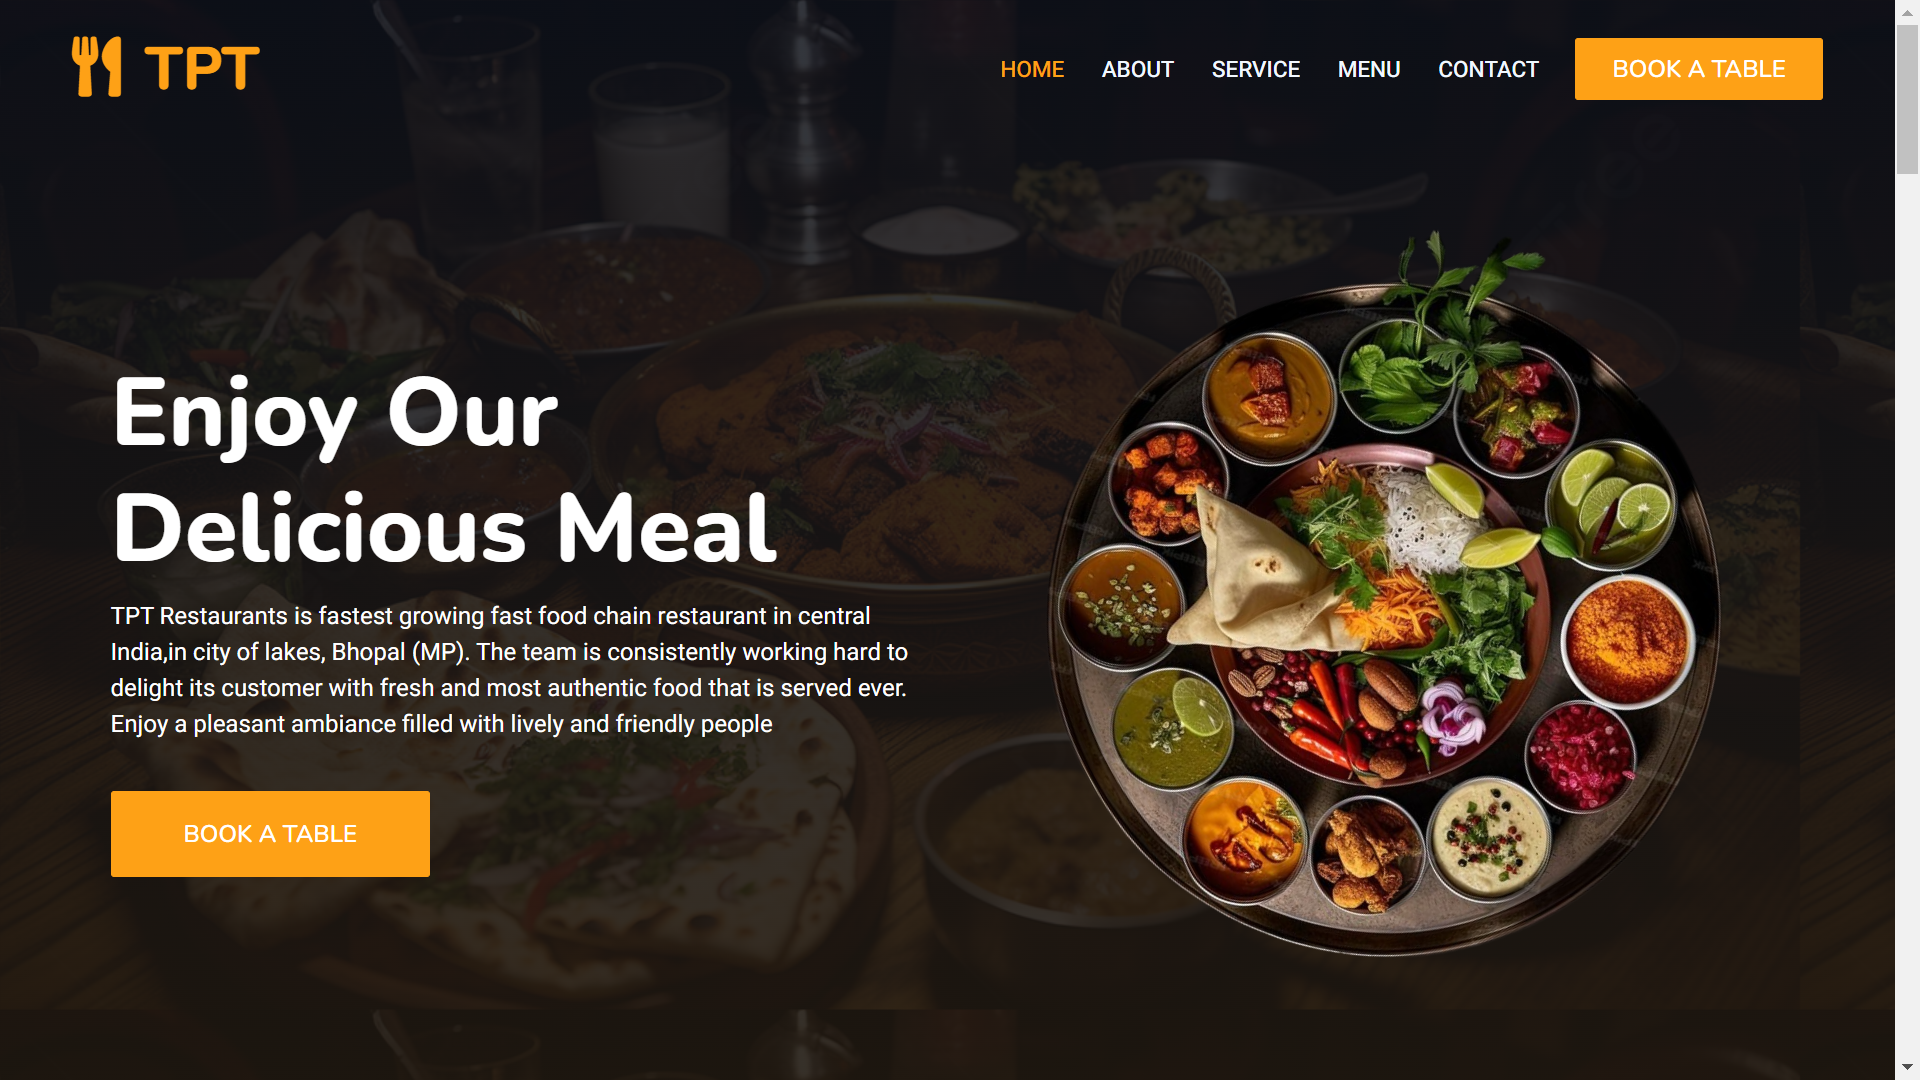 TPT
HOME
ABOUT
SERVICE
MENU
CONTACT
BOOK A TABLE
Enjoy Our
Delicious Meal
TPT Restaurants is fastest growing fast food chain restaurant in central
India,in city of lakes, Bhopal (MP). The team is consistently working hard to
delight its customer with fresh and most authentic food that is served ever.
Enjoy a pleasant ambiance filled with lively and friendly people
BOOK A TABLE